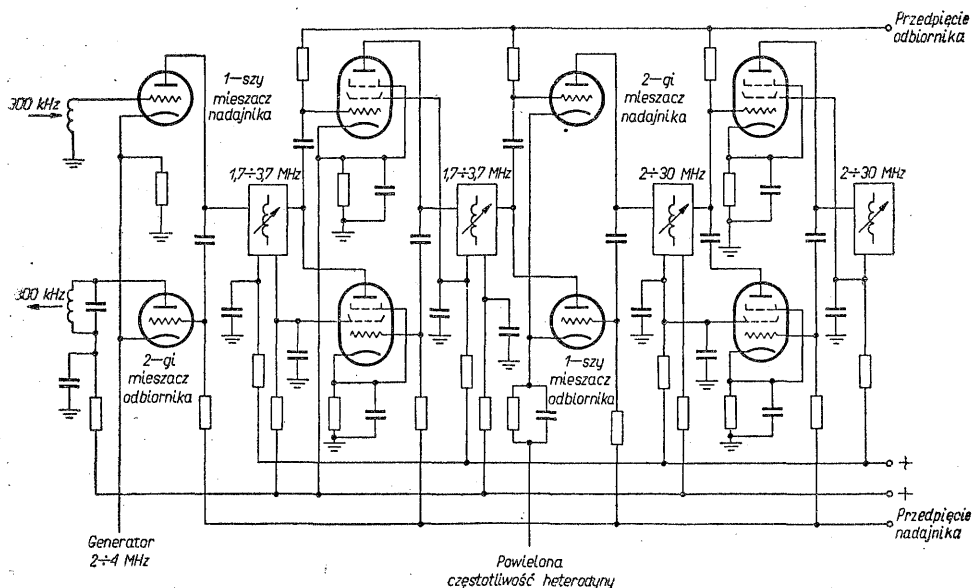 Przedpięcie
odbiornika
1-szy
mieszacz
nadajnika
2-gi
mieszacz
nadajnika
300 kHz
1,7÷3,7 MHz
1,7÷3,7 MHz
2÷30 MHz
2÷30 MHz
300 kHz
2-gi
mieszacz
odbiornika
1-szy
mieszacz
odbiornika
+
+
Przedpięcie
nadajnika
Generator
2÷4 MHz
Powielona
częstotliwość heterodyny